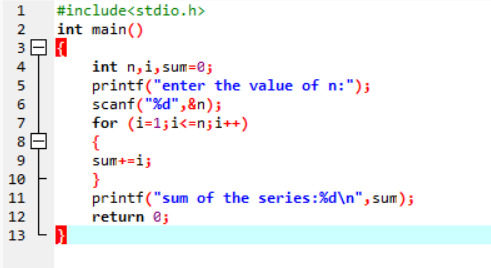 1 #include<stdio.h>
2 int main()
3 {
4 int n,i,sum=0;
5 printf("enter the value of n:");
6 scanf("%d",&n);
7 for (i=1;i<=n;i++)
8 {
9 sum+=i;
10 }
11 printf("sum of the series:%d\n",sum);
12 return 0;
13 }